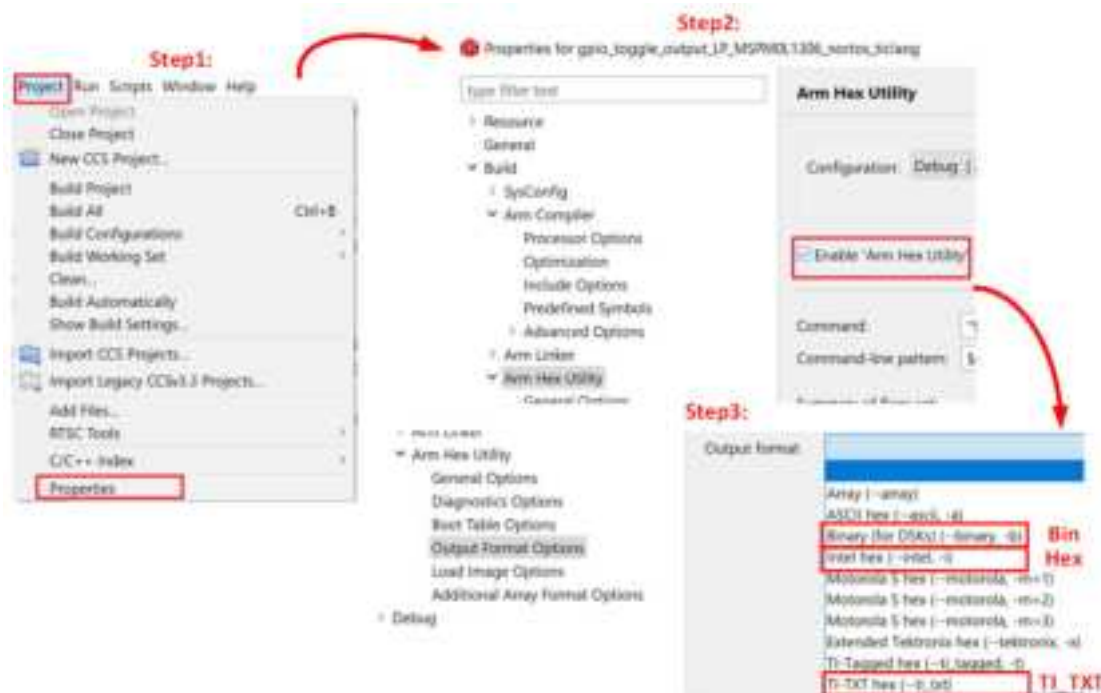 Step1:
Project Run Scripts Window Help
Open Project
Close Project
New CCS Project...
Build Project
Build All Ctrl+B
Build Configurations
Build Working Set
Clean...
Build Automatically
Show Build Settings...
Import CCS Projects...
Import Legacy CCSv3.3 Projects...
Add Files...
RTSC Tools
C/C++ Index
Properties
Step2:
Properties for gpio_toggle_output_LP_MSPM0L1306_nortos_ticlang
type filter text
Resource
General
Build
SysConfig
Arm Compiler
Processor Options
Optimization
Include Options
Predefined Symbols
Advanced Options
Arm Linker
Arm Hex Utility
General Options
Arm Hex Utility
Configuration: Debug [
Enable 'Arm Hex Utility'
Command:
Command-line pattern:
Arm Linker
Arm Hex Utility
General Options
Diagnostics Options
Boot Table Options
Output Format Options
Load Image Options
Additional Array Format Options
Debug
Step3:
Output format:
Array (--array)
ASCII hex (--ascii, -a)
Binary (for DSKs) (--binary, -b) Bin
Intel hex (--intel, -i) Hex
Motorola S hex (--motorola, -m=1)
Motorola S hex (--motorola, -m=2)
Motorola S hex (--motorola, -m=3)
Extended Tektronix hex (--tektronix, -x)
TI-Tagged hex (--ti_tagged, -t)
TI-TXT hex (--ti_txt) TI_TXT